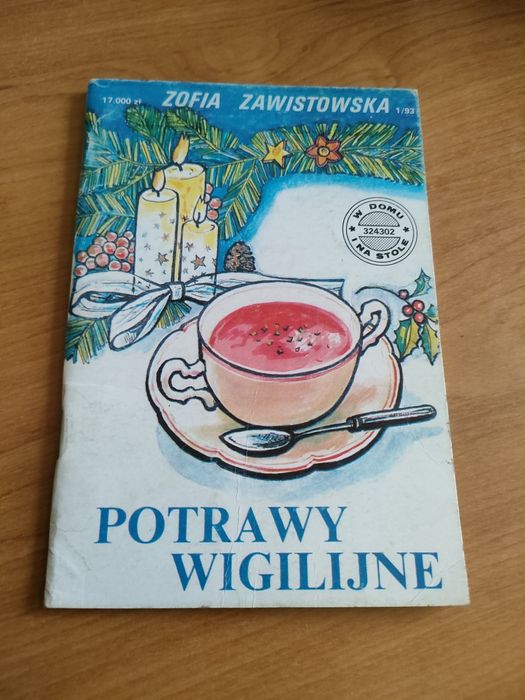 17.000 zł ZOFIA ZAWISTOWSKA 1/93
W DOMU
324302
I NA STOLE
POTRAWY
WIGILIJNE